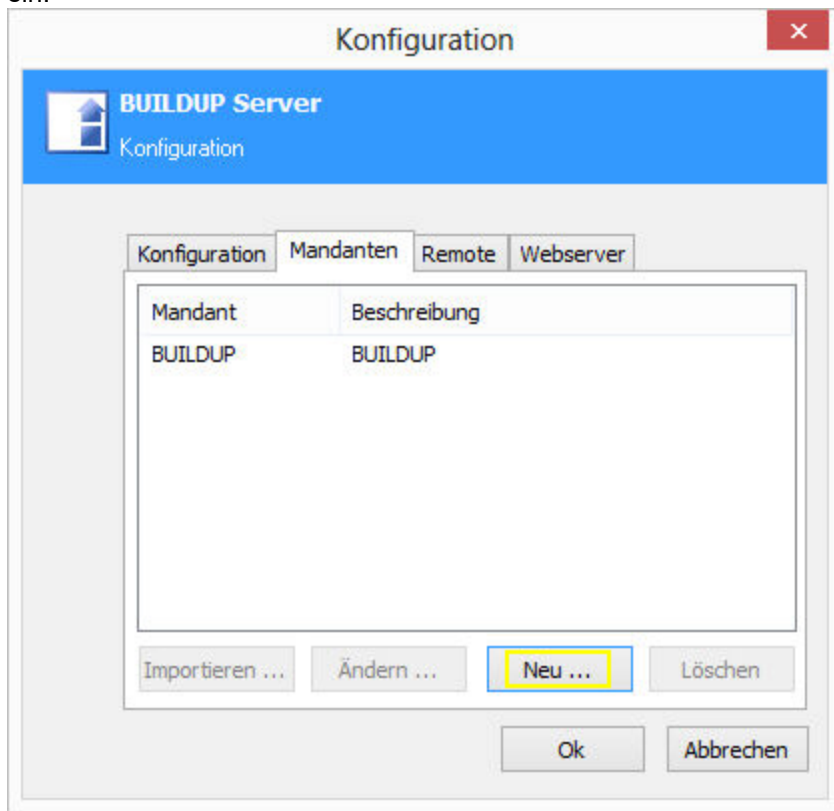 Konfiguration
BUILDUP Server
Konfiguration
Konfiguration Mandanten Remote Webserver
Mandant Beschreibung
BUILDUP BUILDUP
Importieren ... Ändern ... Neu ... Löschen
Ok Abbrechen